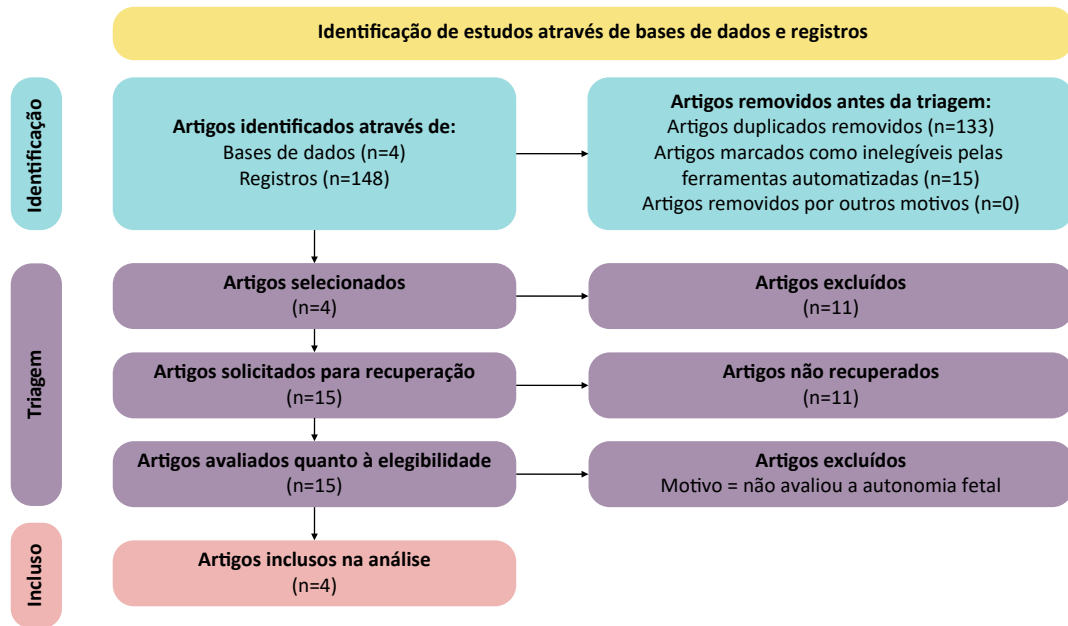 Identificação de estudos através de bases de dados e registros
Identificação
Artigos identificados através de:
Bases de dados (n=4)
Registros (n=148)
Artigos removidos antes da triagem:
Artigos duplicados removidos (n=133)
Artigos marcados como inelegíveis pelas
ferramentas automatizadas (n=15)
Artigos removidos por outros motivos (n=0)
Triagem
Artigos selecionados
(n=4)
Artigos excluídos
(n=11)
Artigos solicitados para recuperação
(n=15)
Artigos não recuperados
(n=11)
Artigos avaliados quanto à elegibilidade
(n=15)
Artigos excluídos
Motivo = não avaliou a autonomia fetal
Incluso
Artigos inclusos na análise
(n=4)